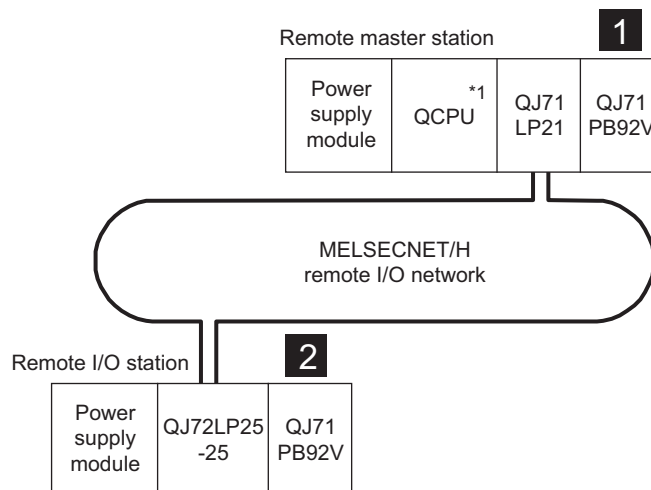 Remote master station
1
Power
supply
module
*1
QCPU
QJ71
LP21
QJ71
PB92V
MELSECNET/H
remote I/O network
Remote I/O station
2
Power
supply
module
QJ72LP25
-25
QJ71
PB92V